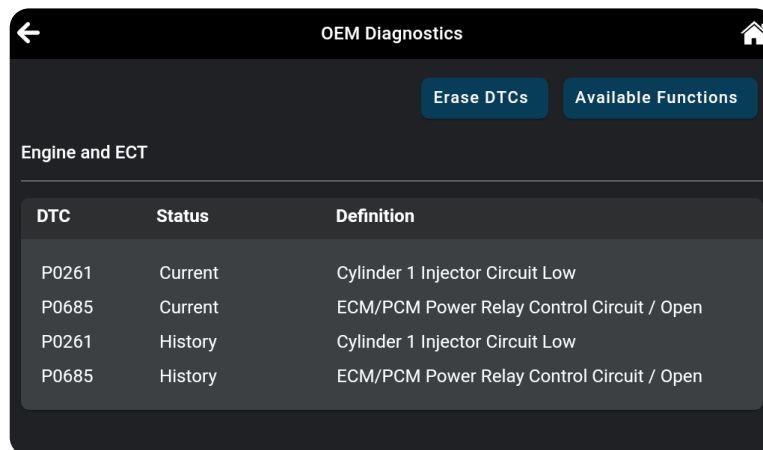 OEM Diagnostics
Erase DTCs Available Functions
Engine and ECT
DTC Status Definition
P0261 Current Cylinder 1 Injector Circuit Low
P0685 Current ECM/PCM Power Relay Control Circuit / Open
P0261 History Cylinder 1 Injector Circuit Low
P0685 History ECM/PCM Power Relay Control Circuit / Open